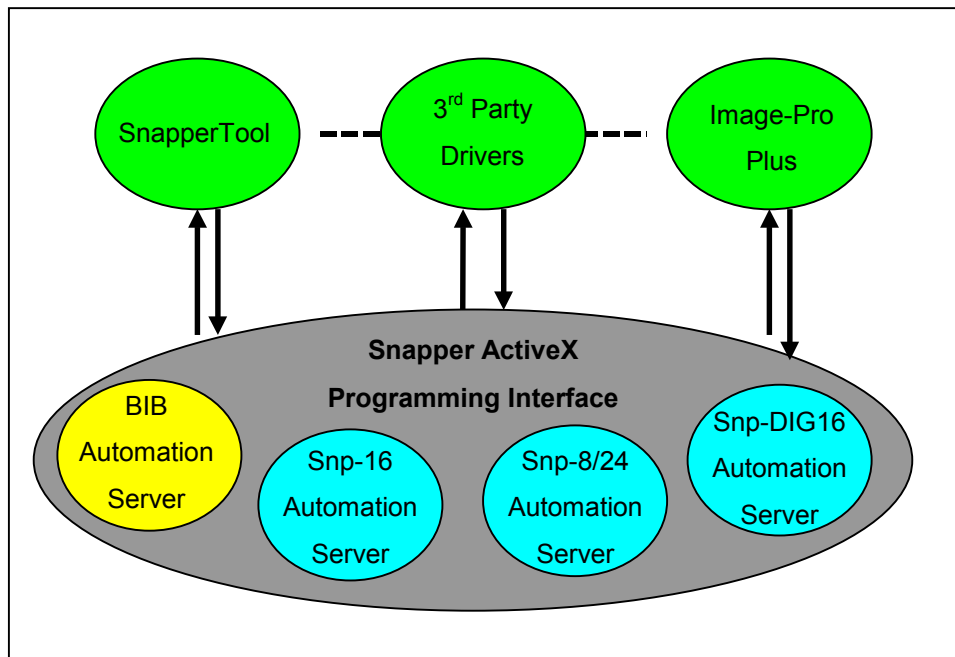 SnapperTool
3rd Party
Drivers
Image-Pro
Plus
Snapper ActiveX
Programming Interface
BIB
Automation
Server
Snp-16
Automation
Server
Snp-8/24
Automation
Server
Snp-DIG16
Automation
Server